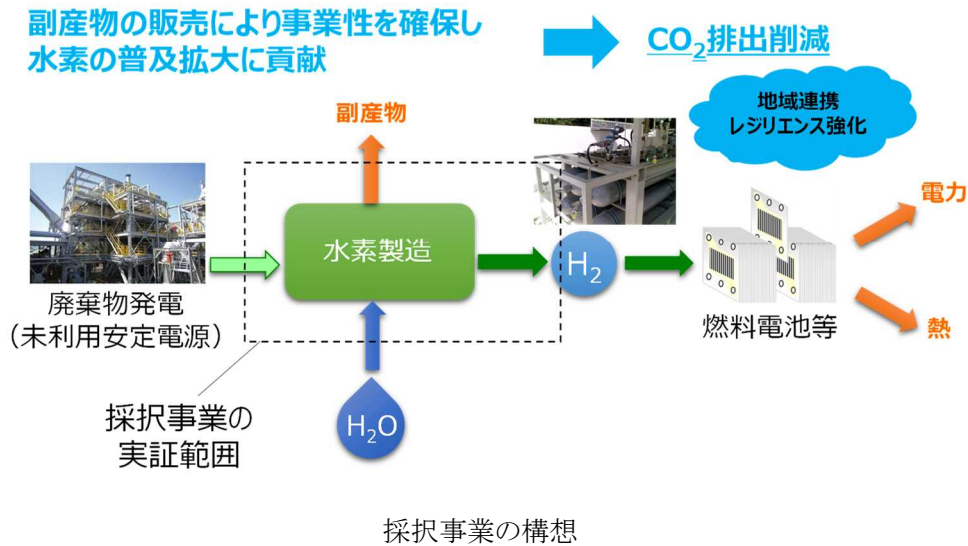 副産物の販売により事業性を確保し
水素の普及拡大に貢献
CO₂排出削減
地域連携
レジリエンス強化
副産物
電力
水素製造
H₂
廃棄物発電
（未利用安定電源）
燃料電池等
熱
採択事業の
実証範囲
H₂O
採択事業の構想